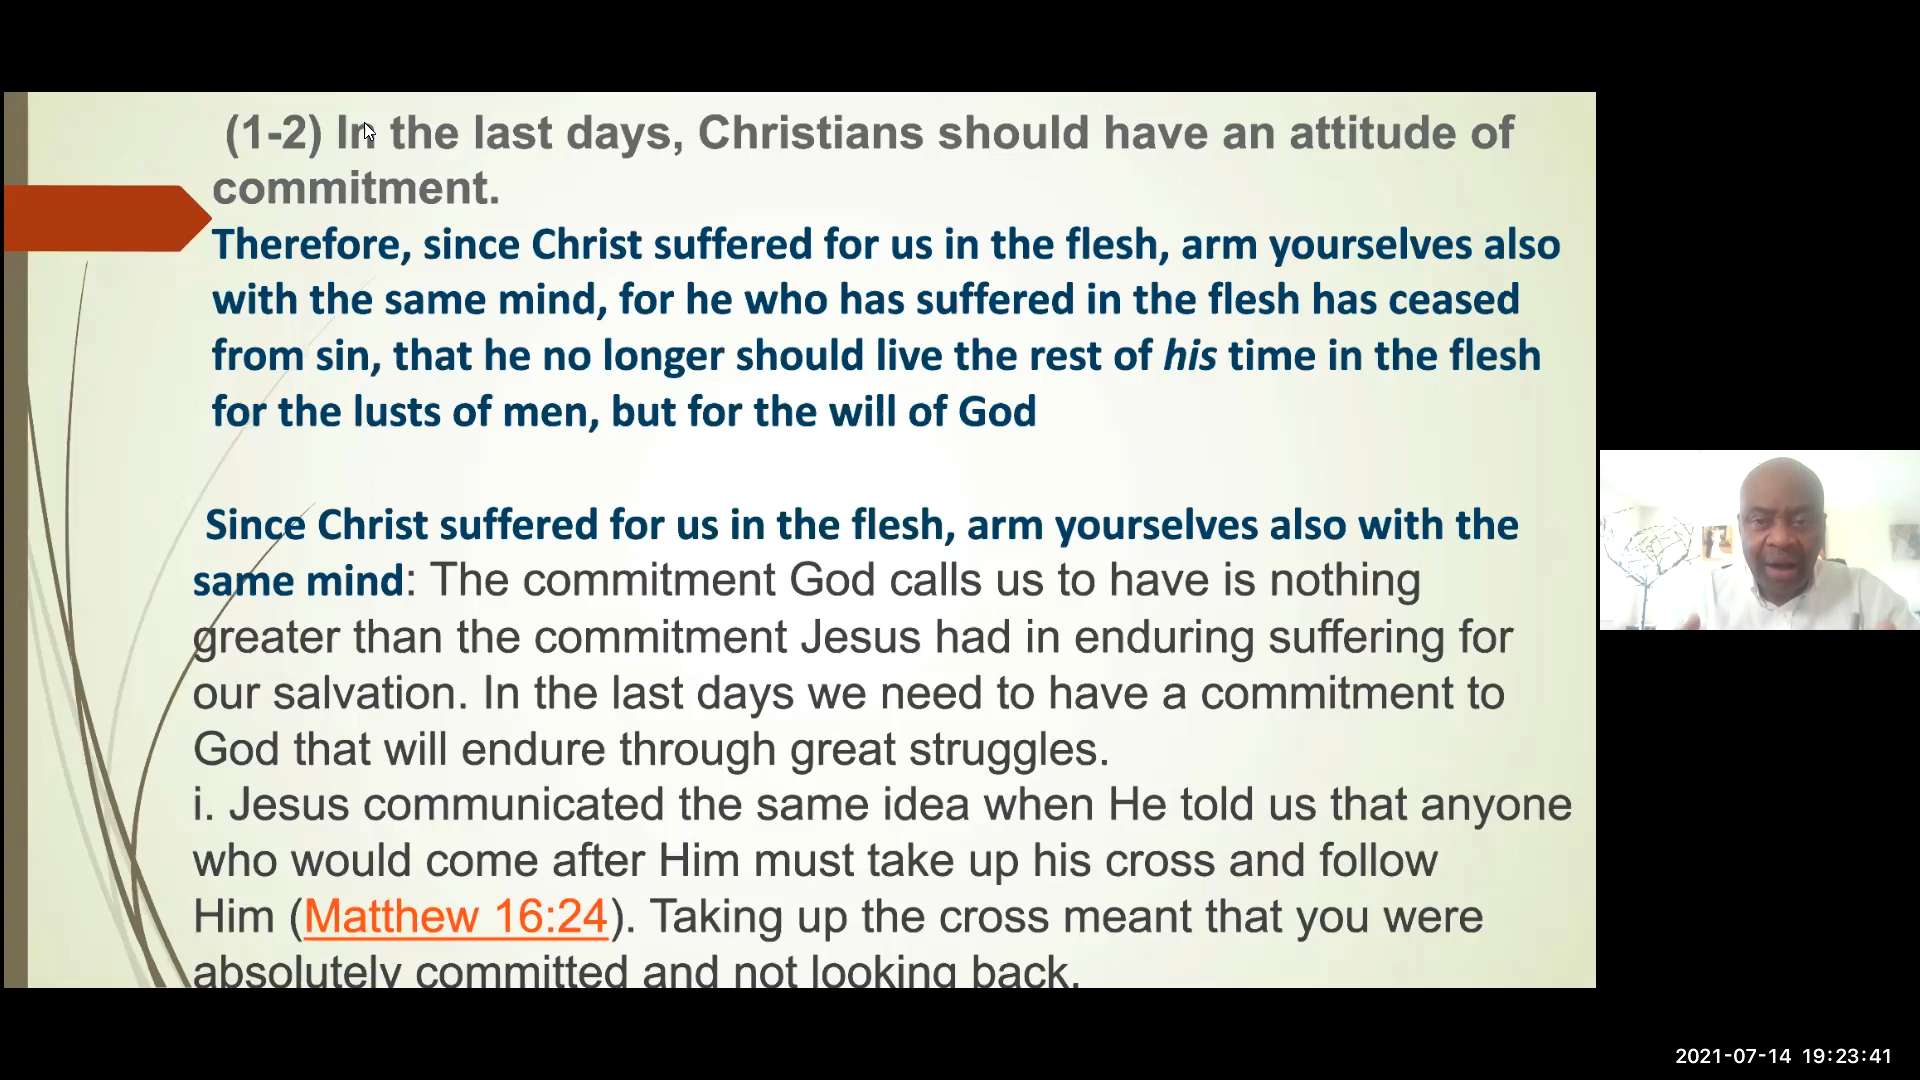 (1-2) In the last days, Christians should have an attitude of
commitment.
Therefore, since Christ suffered for us in the flesh, arm yourselves also
with the same mind, for he who has suffered in the flesh has ceased
from sin, that he no longer should live the rest of his time in the flesh
for the lusts of men, but for the will of God
Since Christ suffered for us in the flesh, arm yourselves also with the
same mind: The commitment God calls us to have is nothing
greater than the commitment Jesus had in enduring suffering for
our salvation. In the last days we need to have a commitment to
God that will endure through great struggles.
i. Jesus communicated the same idea when He told us that anyone
who would come after Him must take up his cross and follow
Him (Matthew 16:24). Taking up the cross meant that you were
absolutely committed and not looking back.
2021-07-14 19:23:41